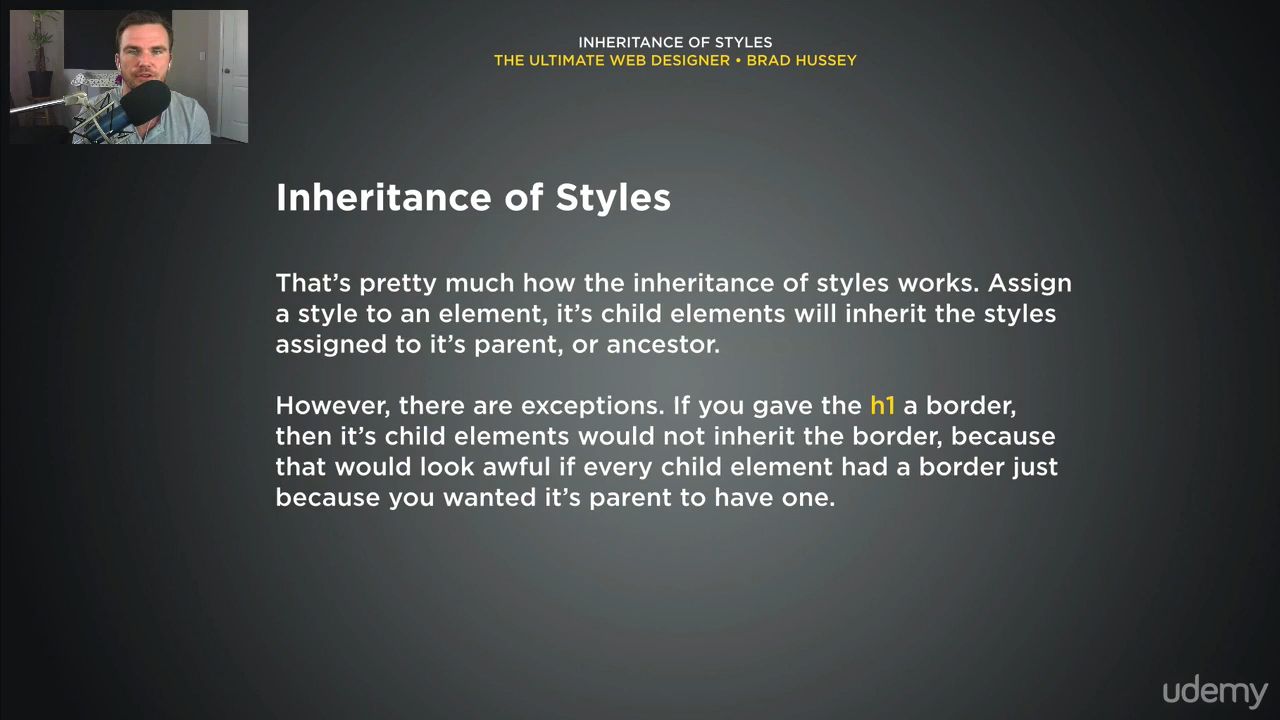 INHERITANCE OF STYLES
THE ULTIMATE WEB DESIGNER • BRAD HUSSEY
Inheritance of Styles
That’s pretty much how the inheritance of styles works. Assign
a style to an element, it’s child elements will inherit the styles
assigned to it’s parent, or ancestor.
However, there are exceptions. If you gave the h1 a border,
then it’s child elements would not inherit the border, because
that would look awful if every child element had a border just
because you wanted it’s parent to have one.
udemy